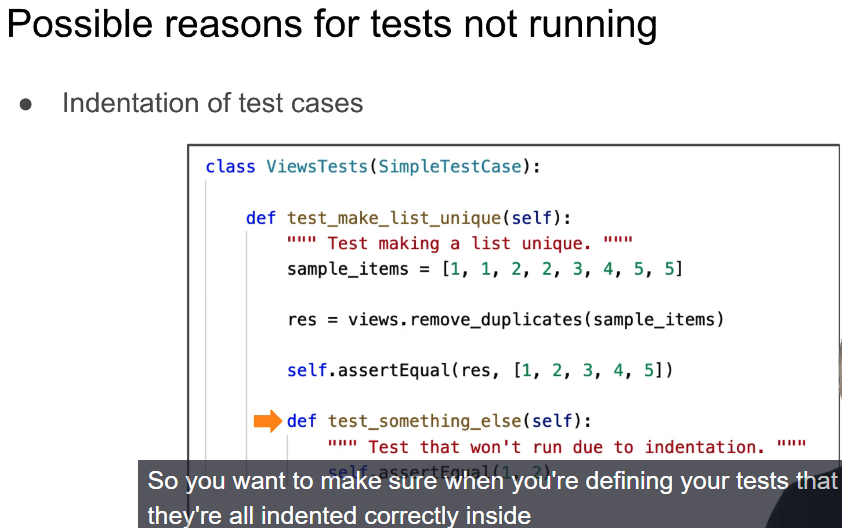 Possible reasons for tests not running
● Indentation of test cases
class ViewsTests(SimpleTestCase):
def test_make_list_unique(self):
""" Test making a list unique. """
sample_items = [1, 1, 2, 2, 3, 4, 5, 5]
res = views.remove_duplicates(sample_items)
self.assertEqual(res, [1, 2, 3, 4, 5])
def test_something_else(self):
""" Test that won't run due to indentation. """
self.assertEqual(1, 2)
So you want to make sure when you're defining your tests that
they're all indented correctly inside